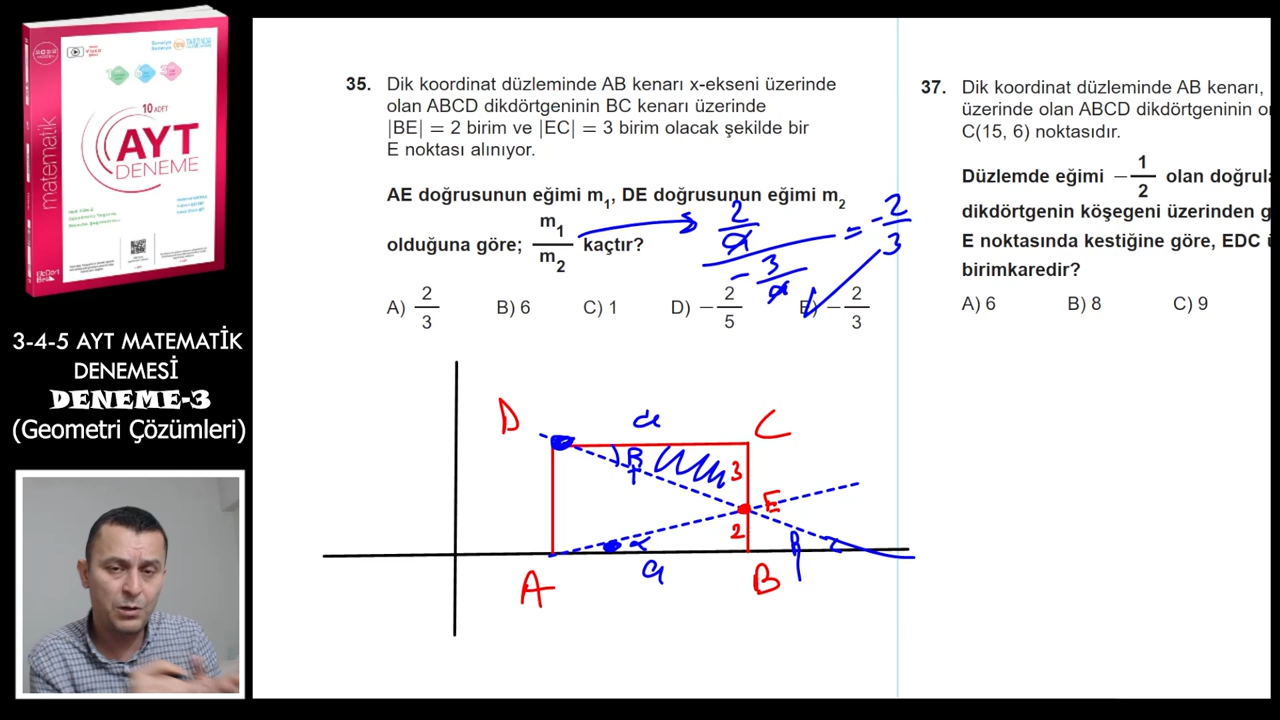 2022
10 ADET
AYT
DENEME
matematik
3-4-5 AYT MATEMATİK
DENEMESİ
DENEME-3
(Geometri Çözümleri)
35. Dik koordinat düzleminde AB kenarı x-ekseni üzerinde
olan ABCD dikdörtgeninin BC kenarı üzerinde
|BE| = 2 birim ve |EC| = 3 birim olacak şekilde bir
E noktası alınıyor.
AE doğrusunun eğimi m₁, DE doğrusunun eğimi m₂
olduğuna göre; m₁/m₂ kaçtır?
A) 2/3 B) 6 C) 1 D) -2/5 E) -2/3
2/a
-3/a
= -2/3
D a C
β 3
E
α 2 β
A a B
37. Dik koordinat düzleminde AB kenarı,
üzerinde olan ABCD dikdörtgeninin
C(15, 6) noktasıdır.
Düzlemde eğimi -1/2 olan
dikdörtgenin köşegeni üzerinden
E noktasında kestiğine göre, EDC
birimkaredir?
A) 6 B) 8 C) 9